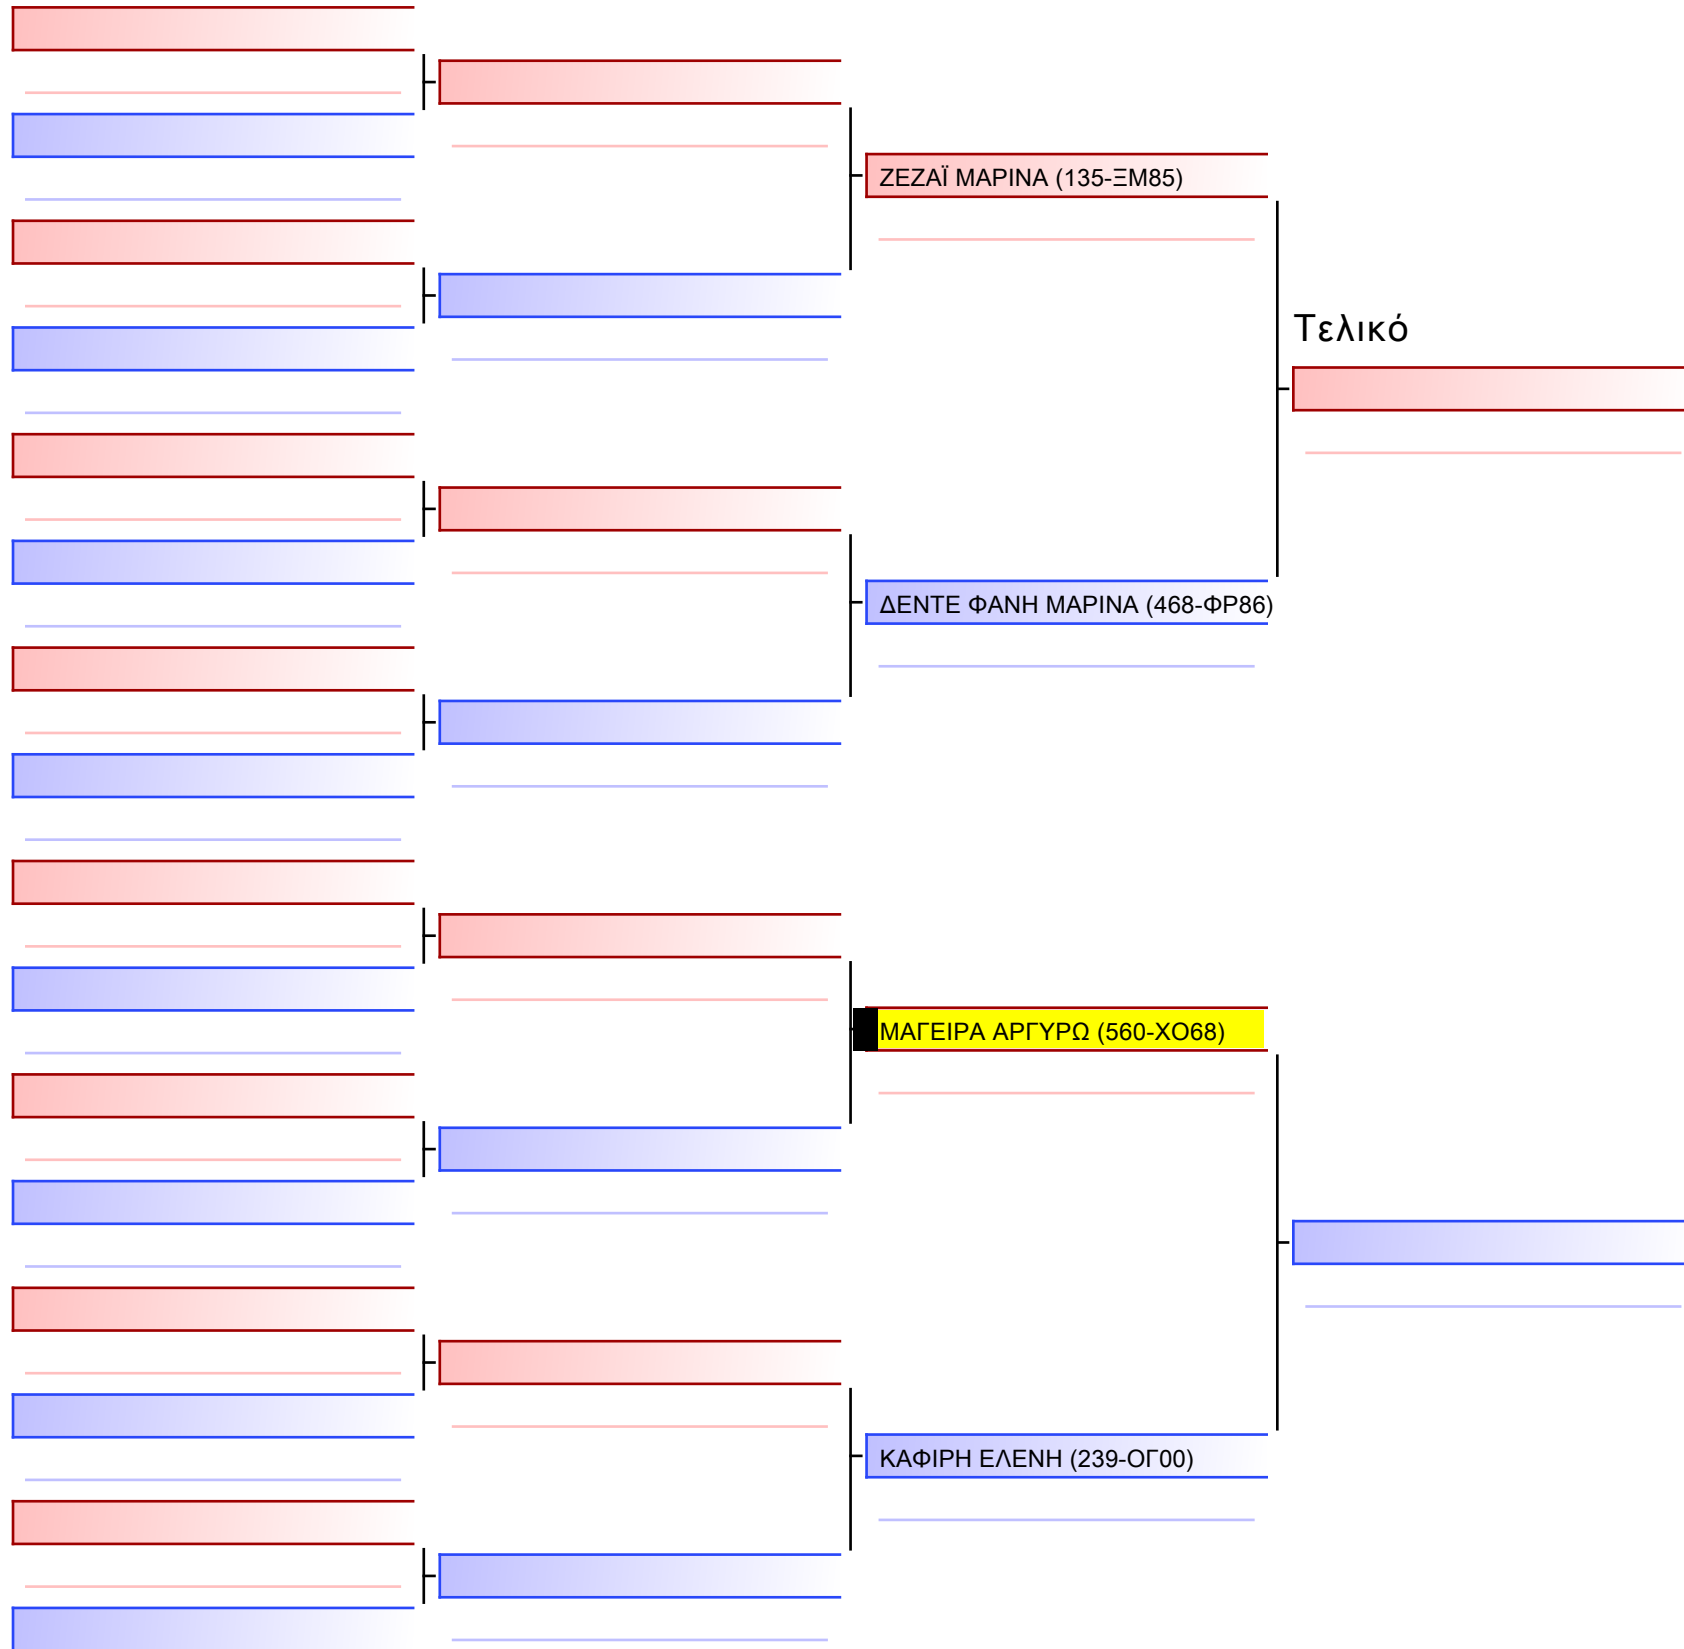 ΖΕΖΑΪ ΜΑΡΙΝΑ (135-ΞΜ85)
Τελικό
ΔΕΝΤΕ ΦΑΝΗ ΜΑΡΙΝΑ (468-ΦΡ86)
ΜΑΓΕΙΡΑ ΑΡΓΥΡΩ (560-ΧΟ68)
ΚΑΦΙΡΗ ΕΛΕΝΗ (239-ΟΓ00)